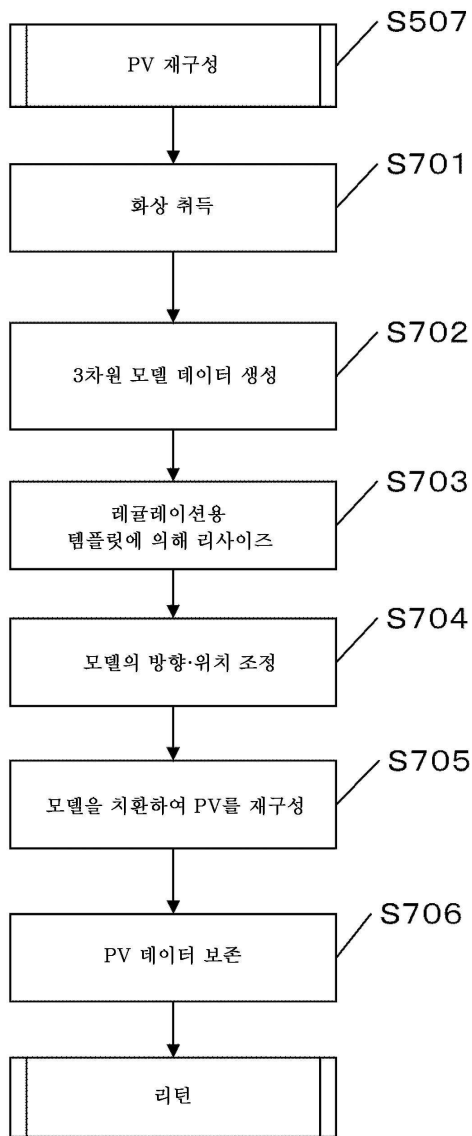 S507
PV 재구성
S701
화상 취득
S702
3차원 모델 데이터 생성
S703
레귤레이션용
템플릿에 의해 리사이즈
S704
모델의 방향·위치 조정
S705
모델을 치환하여 PV를 재구성
S706
PV 데이터 보존
리턴